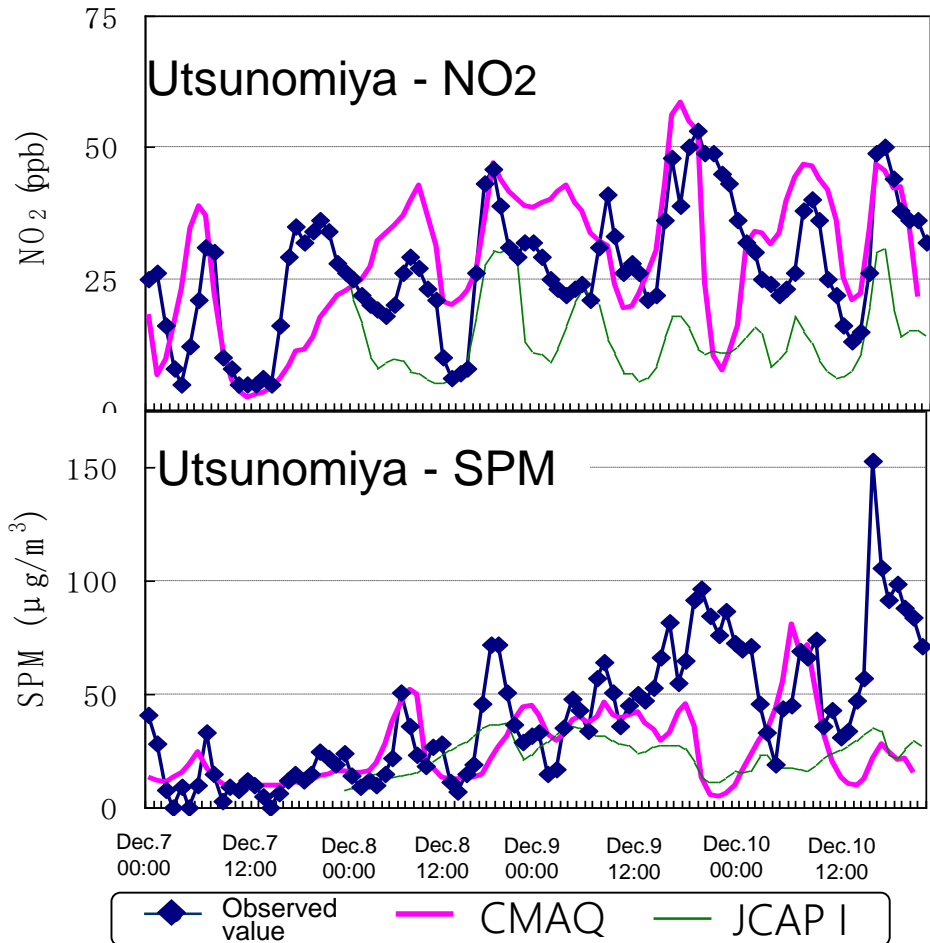 75
Utsunomiya - NO2
50
NO₂ (ppb)
25
0
Utsunomiya - SPM
150
100
SPM (μg/m³)
50
0
Dec.7 Dec.7 Dec.8 Dec.8 Dec.9 Dec.9 Dec.10 Dec.10
00:00 12:00 00:00 12:00 00:00 12:00 00:00 12:00
Observed value CMAQ JCAP I